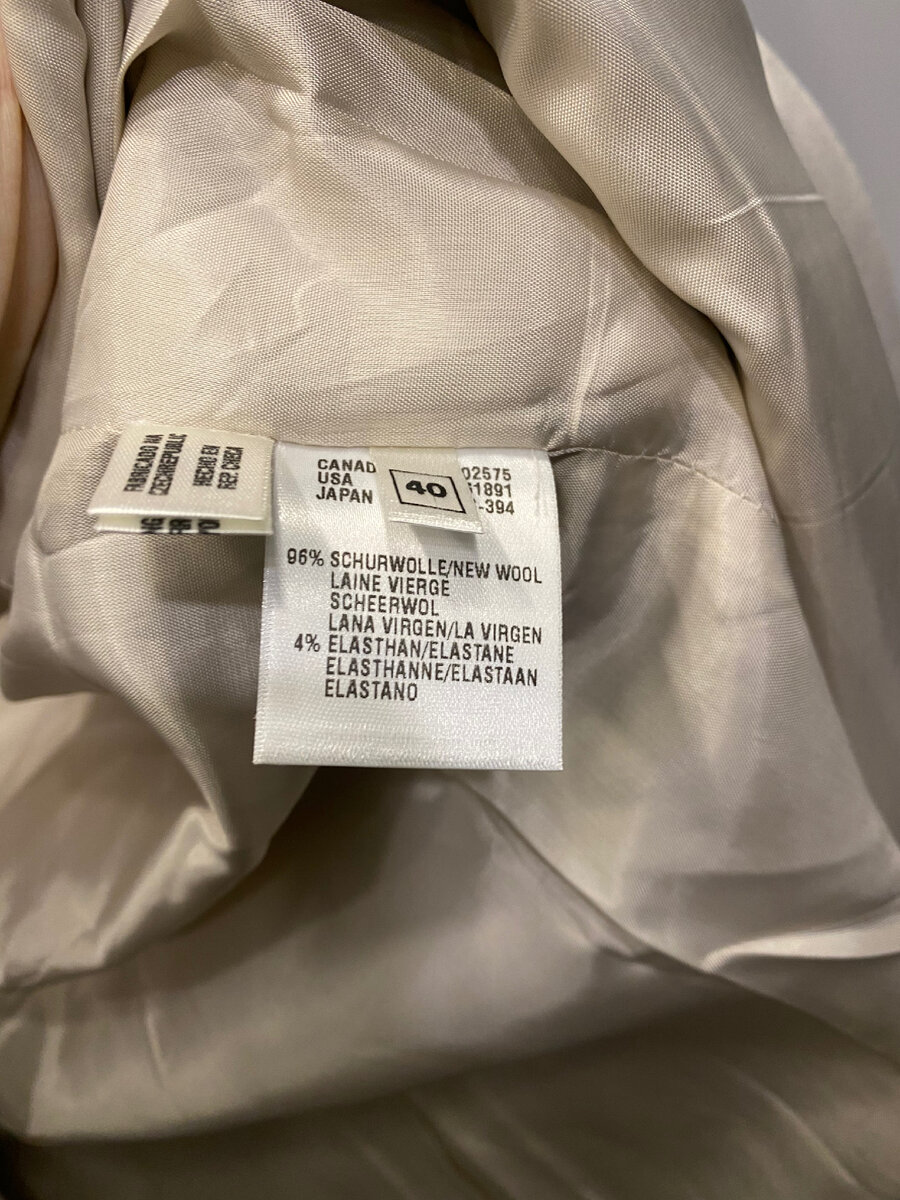 FABRICADO NA
CZECHREPUBLIC
HECHO EN
REP. CHECA
CANAD 02575
USA 1891
JAPAN -394
40
96% SCHURWOLLE/NEW WOOL
LAINE VIERGE
SCHEERWOL
LANA VIRGEN/LA VIRGEN
4% ELASTHAN/ELASTANE
ELASTHANNE/ELASTAAN
ELASTANO